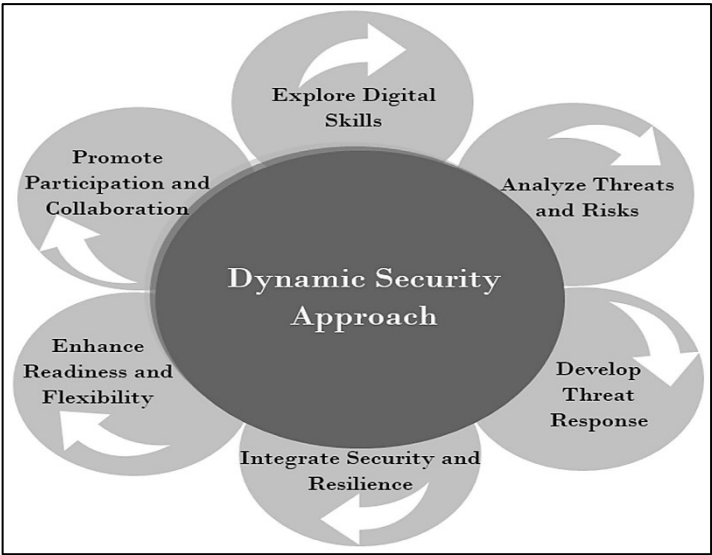 Explore Digital
Skills
Analyze Threats
and Risks
Develop
Threat
Response
Integrate Security and
Resilience
Enhance
Readiness and
Flexibility
Promote
Participation and
Collaboration
Dynamic Security
Approach